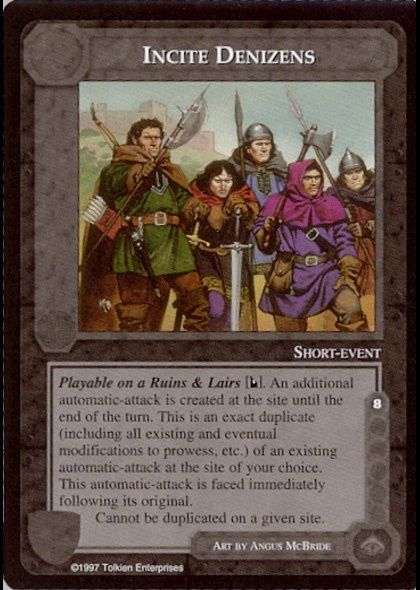 INCITE DENIZENS
SHORT-EVENT
Playable on a Ruins & Lairs [ ]. An additional
automatic-attack is created at the site until the
end of the turn. This is an exact duplicate
(including all existing and eventual
modifications to prowess, etc.) of an existing
automatic-attack at the site of your choice.
This automatic-attack is faced immediately
following its original.
Cannot be duplicated on a given site.
8
ART BY ANGUS MCBRIDE
©1997 Tolkien Enterprises